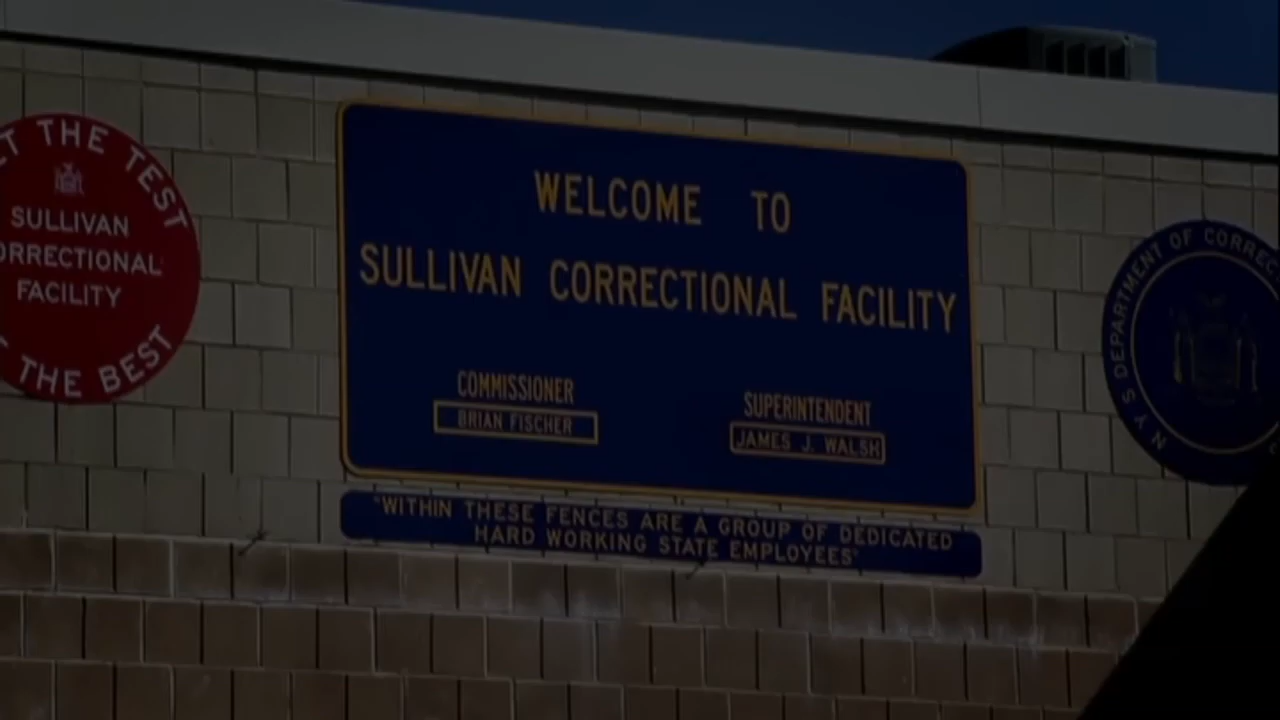 THE TEST
SULLIVAN
ORRECTIONAL
FACILITY
THE BEST
WELCOME TO
SULLIVAN CORRECTIONAL FACILITY
COMMISSIONER
BRIAN FISCHER
SUPERINTENDENT
JAMES J. WALSH
"WITHIN THESE FENCES ARE A GROUP OF DEDICATED
HARD WORKING STATE EMPLOYEES"
N Y S DEPARTMENT OF CORREC